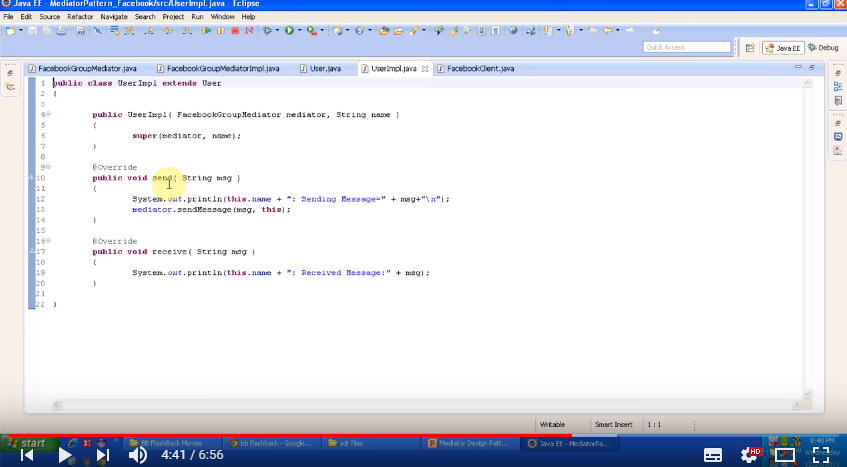 Java EE - MediatorPattern_Facebook/src/UserImpl.java - Eclipse
File Edit Source Refactor Navigate Search Project Run Window Help
Quick Access
Java EE
Debug
FacebookGroupMediator.java
FacebookGroupMediatorImpl.java
User.java
UserImpl.java
FacebookClient.java
1 public class UserImpl extends User
2 {
3
4 public UserImpl( FacebookGroupMediator mediator, String name )
5 {
6 super(mediator, name);
7 }
8
9 @Override
10 public void send( String msg )
11 {
12 System.out.println(this.name + ": Sending Message=" + msg+"\n");
13 mediator.sendMessage(msg, this);
14 }
15
16 @Override
17 public void receive( String msg )
18 {
19 System.out.println(this.name + ": Received Message:" + msg);
20 }
21
22 }
Writable
Smart Insert
1 : 1
start
BB FlashBack Movies
bb flashback - Google...
sdr files
Mediator Design Patt...
Java EE - MediatorPa...
8:48 PM
Wednesday
4:41 / 6:56
HD